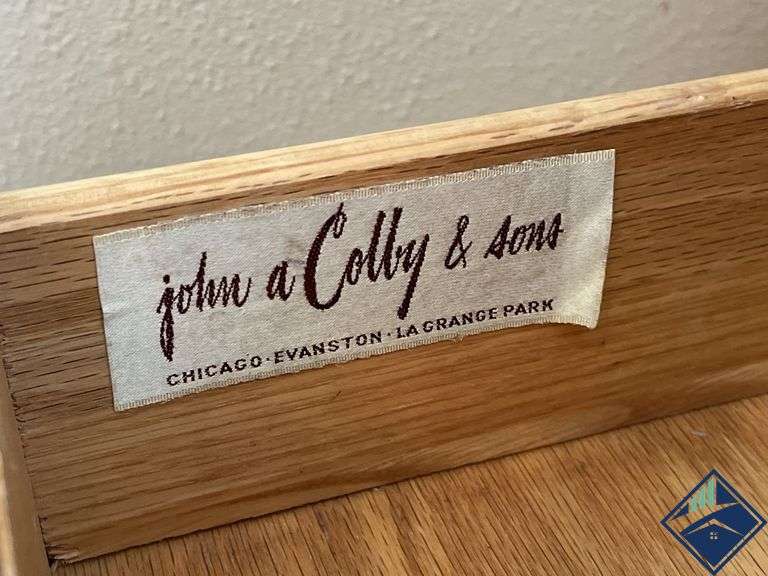 john a Colby & sons
CHICAGO · EVANSTON · LA GRANGE PARK